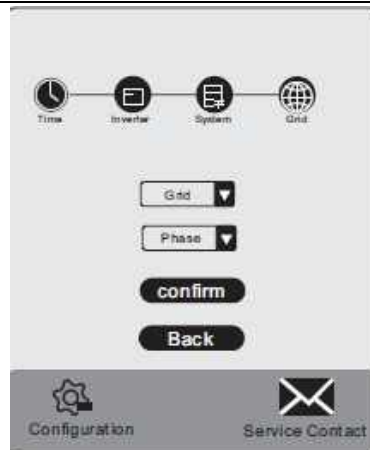 Time Inverter System Grid
Grid
Phase
confirm
Back
Configuration Service Contact